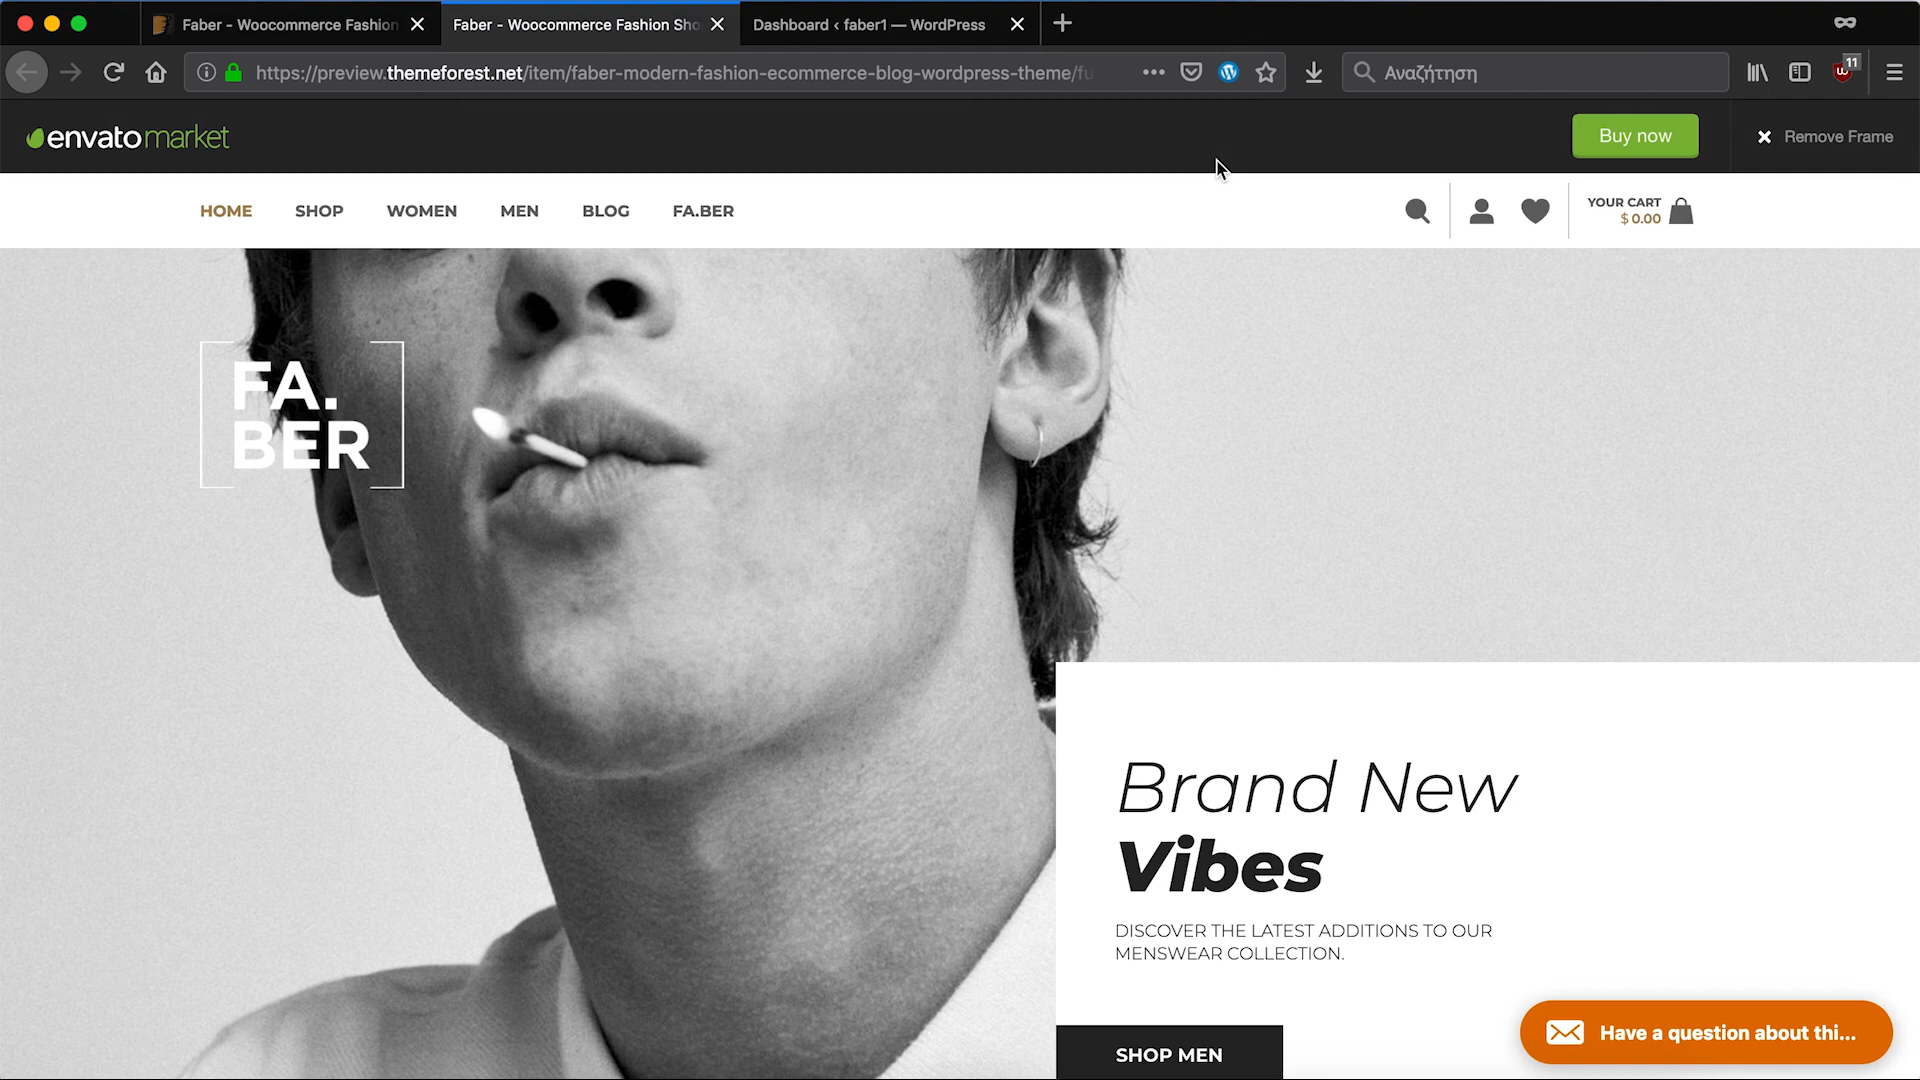 Faber - Woocommerce Fashion
Faber - Woocommerce Fashion Sho
Dashboard ‹ faber1 — WordPress
https://preview.themeforest.net/item/faber-modern-fashion-ecommerce-blog-wordpress-theme/fu
Αναζήτηση
11
envatomarket
Buy now
Remove Frame
HOME
SHOP
WOMEN
MEN
BLOG
FA.BER
YOUR CART
$ 0.00
FA.
BER
Brand New
Vibes
DISCOVER THE LATEST ADDITIONS TO OUR
MENSWEAR COLLECTION.
SHOP MEN
Have a question about thi...